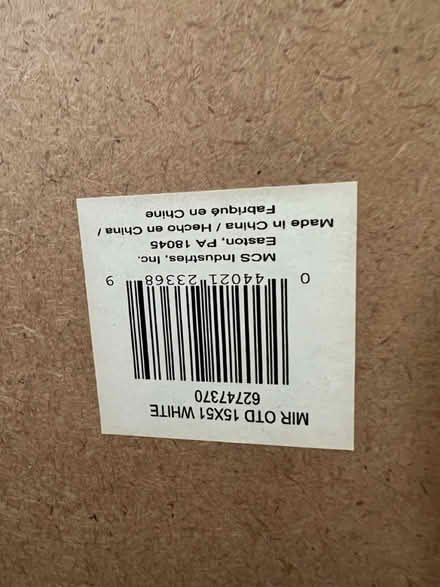 MIR OTD 15X51 WHITE
62747370
0 44021 23368 9
MCS Industries, Inc.
Easton, PA 18045
Made in China / Hecho en China /
Fabriqué en Chine